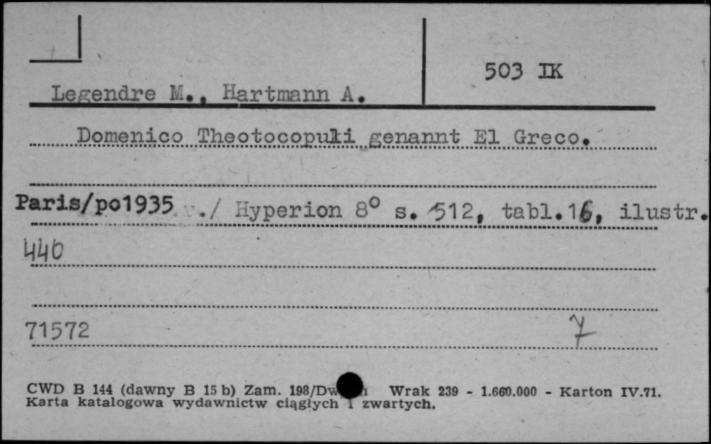 503 IK
Legendre M., Hartmann A.
Domenico Theotocopuli genannt El Greco.
Paris/po1935 ./ Hyperion 8° s. 512, tabl.16, ilustr.
440
71572 7
CWD B 144 (dawny B 15 b) Zam. 198/Dw Wrak 239 - 1.660.000 - Karton IV.71.
Karta katalogowa wydawnictw ciągłych i zwartych.